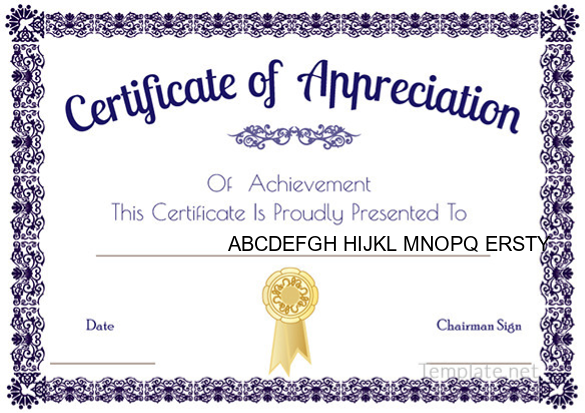 Certificate of Appreciation
Of Achievement
This Certificate Is Proudly Presented To
ABCDEFGH HIJKL MNOPQ ERSTY
Date
Chairman Sign
Template.net